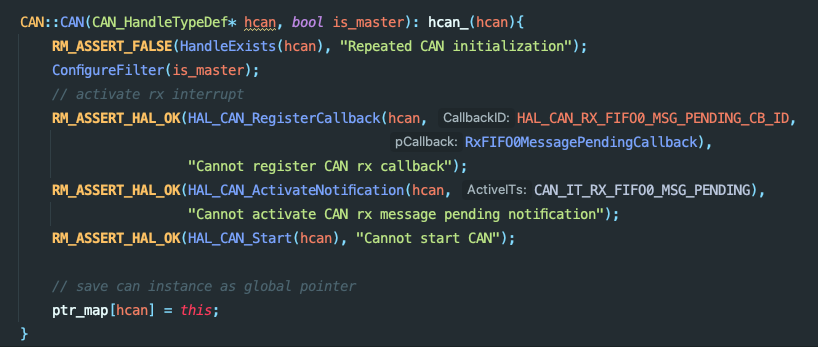 CAN::CAN(CAN_HandleTypeDef* hcan, bool is_master): hcan_(hcan){
    RM_ASSERT_FALSE(HandleExists(hcan), "Repeated CAN initialization");
    ConfigureFilter(is_master);
    // activate rx interrupt
    RM_ASSERT_HAL_OK(HAL_CAN_RegisterCallback(hcan, CallbackID: HAL_CAN_RX_FIFO0_MSG_PENDING_CB_ID,
                                              pCallback: RxFIFO0MessagePendingCallback),
                     "Cannot register CAN rx callback");
    RM_ASSERT_HAL_OK(HAL_CAN_ActivateNotification(hcan, ActiveITs: CAN_IT_RX_FIFO0_MSG_PENDING),
                     "Cannot activate CAN rx message pending notification");
    RM_ASSERT_HAL_OK(HAL_CAN_Start(hcan), "Cannot start CAN");

    // save can instance as global pointer
    ptr_map[hcan] = this;
}